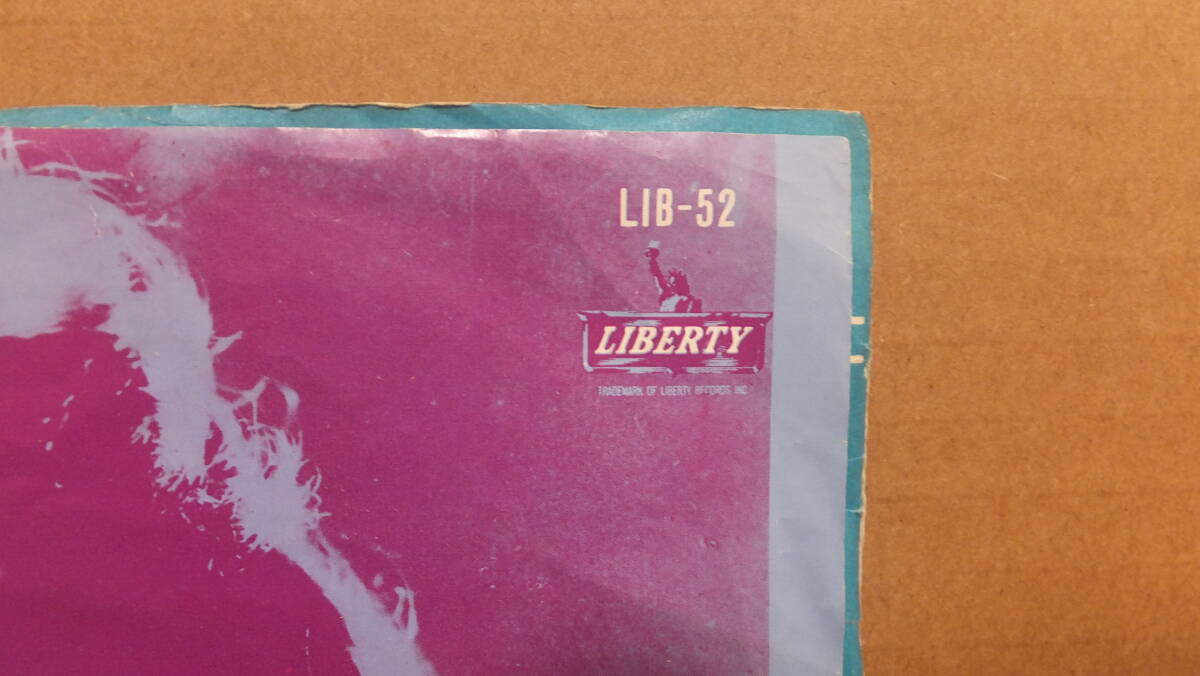 LIB-52
LIBERTY
TRADEMARK OF LIBERTY RECORDS INC.